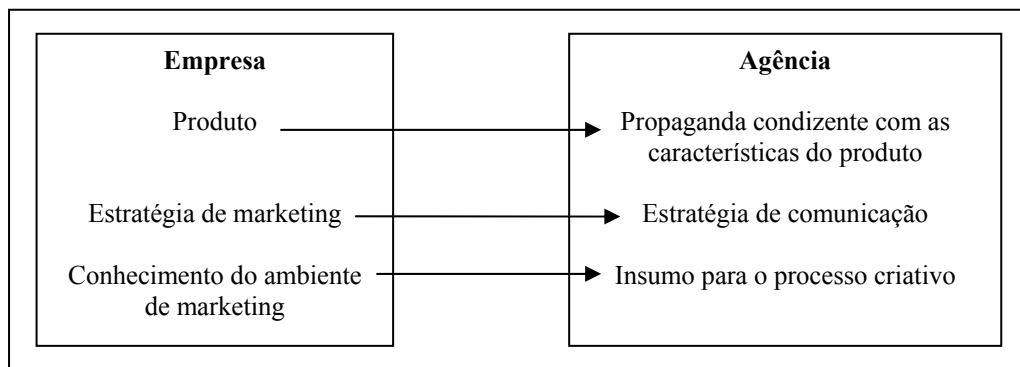 Empresa
Produto
Estratégia de marketing
Conhecimento do ambiente
de marketing
Agência
Propaganda condizente com as
características do produto
Estratégia de comunicação
Insumo para o processo criativo